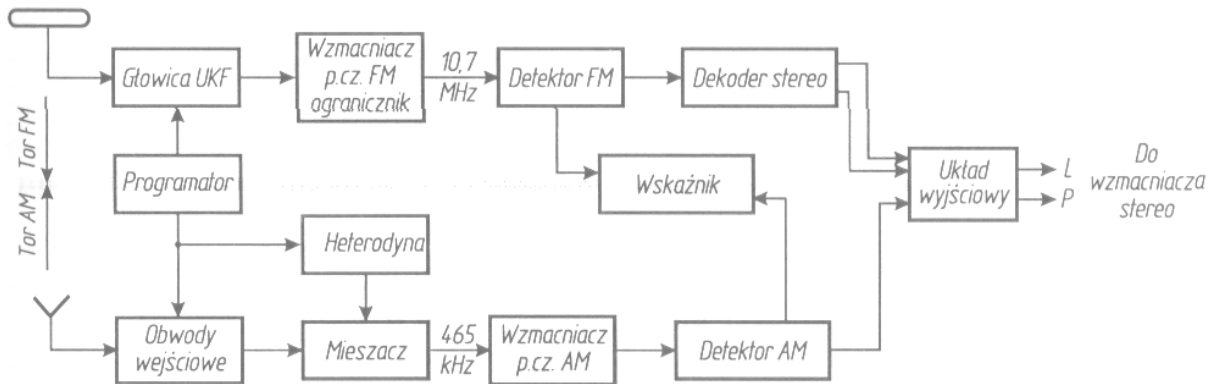 Głowica UKF
Wzmacniacz
p.cz. FM
ogranicznik
10,7
MHz
Detektor FM
Dekoder stereo
Tor FM
Tor AM
Programator
Wskaźnik
Układ
wyjściowy
L
P
Do
wzmacniacza
stereo
Heterodyna
Obwody
wejściowe
Mieszacz
465
kHz
Wzmacniacz
p.cz. AM
Detektor AM